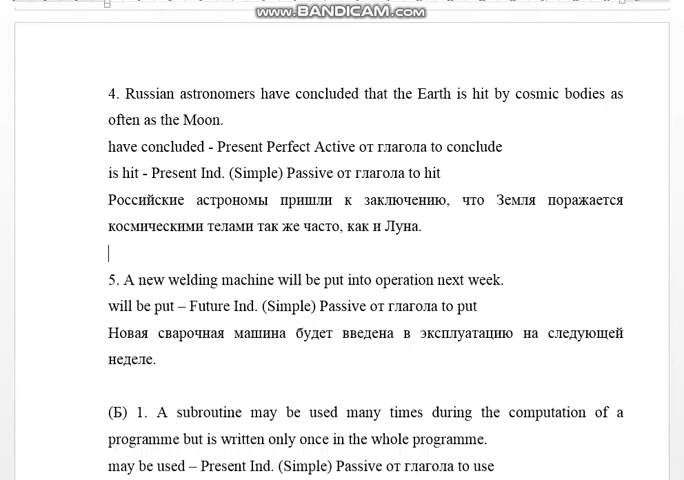 www.BANDICAM.com
4. Russian astronomers have concluded that the Earth is hit by cosmic bodies as
often as the Moon.
have concluded - Present Perfect Active от глагола to conclude
is hit - Present Ind. (Simple) Passive от глагола to hit
Российские астрономы пришли к заключению, что Земля поражается
космическими телами так же часто, как и Луна.
5. A new welding machine will be put into operation next week.
will be put – Future Ind. (Simple) Passive от глагола to put
Новая сварочная машина будет введена в эксплуатацию на следующей
неделе.
(Б) 1. A subroutine may be used many times during the computation of a
programme but is written only once in the whole programme.
may be used – Present Ind. (Simple) Passive от глагола to use